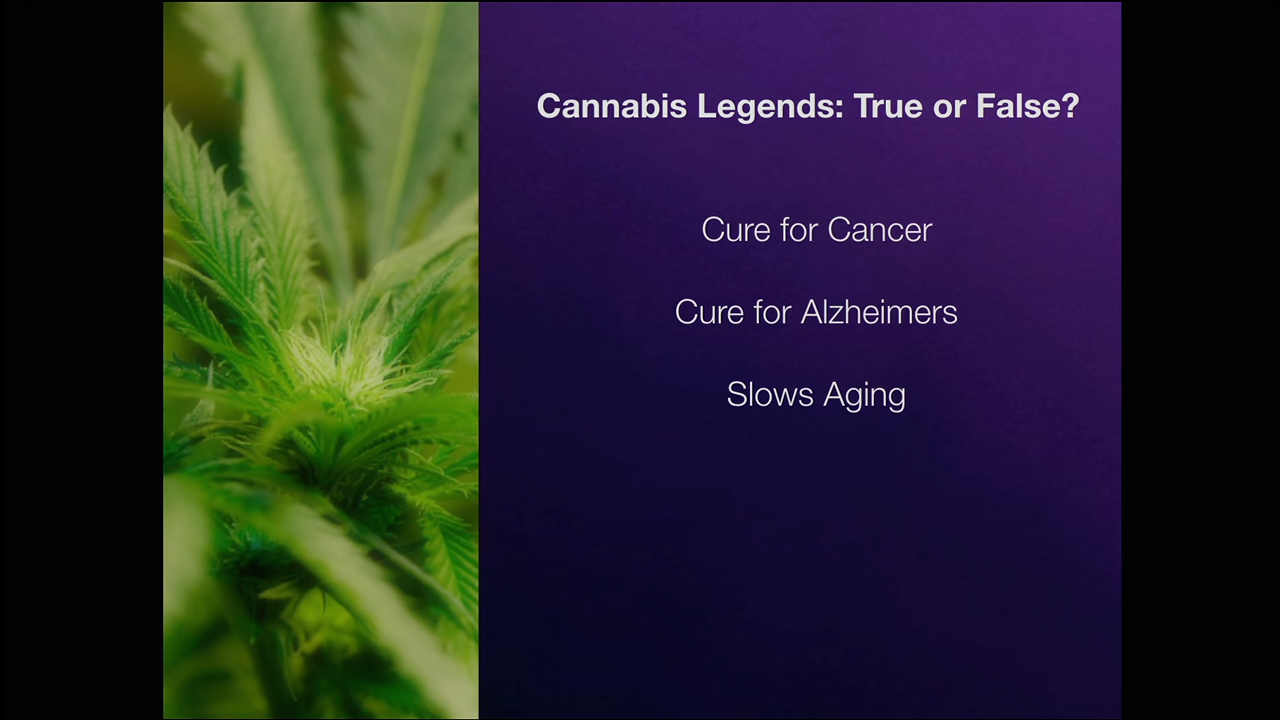 Cannabis Legends: True or False?
Cure for Cancer
Cure for Alzheimers
Slows Aging